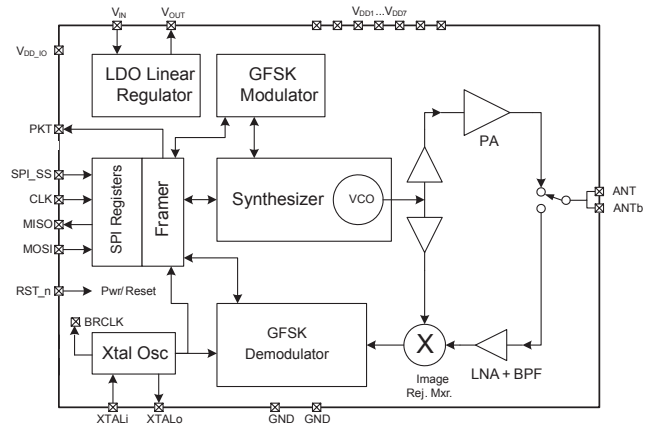 VIN
VOUT
VDD1...VDD7
VDD_IO
LDO Linear
Regulator
GFSK
Modulator
PKT
PA
SPI_SS
CLK
MISO
MOSI
SPI Registers
Framer
Synthesizer
VCO
ANT
ANTb
RST_n
Pwr/Reset
BRCLK
Xtal Osc
GFSK
Demodulator
X
LNA + BPF
Image
Rej. Mxr.
XTALi
XTALo
GND
GND